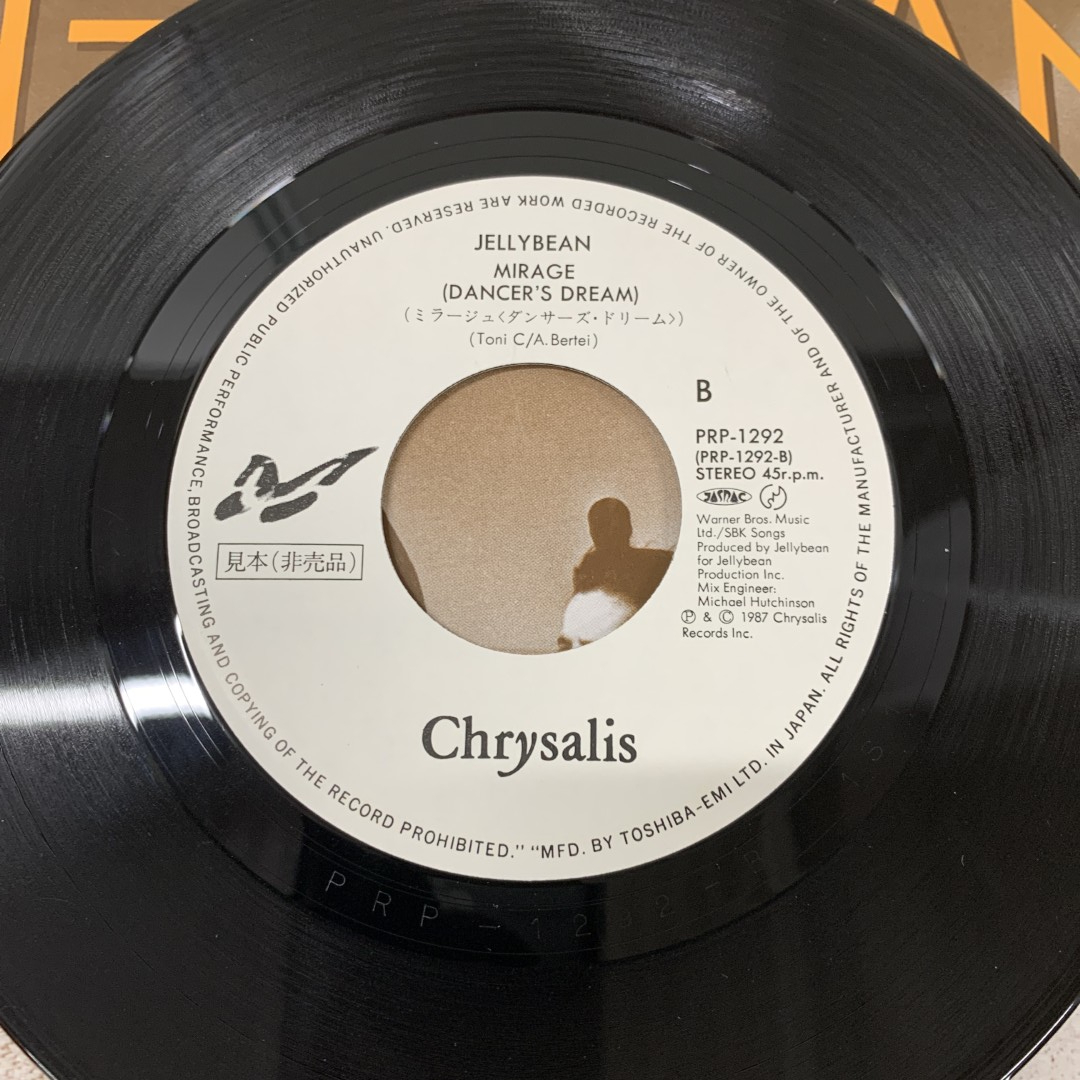 JELLYBEAN
MIRAGE
(DANCER'S DREAM)
(ミラージュ〈ダンサーズ・ドリーム〉)
(Toni C/A. Bertei)
B
PRP-1292
(PRP-1292-B)
STEREO 45r.p.m.
JASRAC
Warner Bros. Music
Ltd./SBK Songs
Produced by Jellybean
for Jellybean
Production Inc.
Mix Engineer:
Michael Hutchinson
Ⓟ & © 1987 Chrysalis
Records Inc.
見本(非売品)
Chrysalis
"MFD. BY TOSHIBA-EMI LTD. IN JAPAN. ALL RIGHTS OF THE MANUFACTURER AND OF THE OWNER OF THE RECORDED WORK ARE RESERVED. UNAUTHORIZED PUBLIC PERFORMANCE, BROADCASTING AND COPYING OF THE RECORD PROHIBITED."
PRP-1292-B